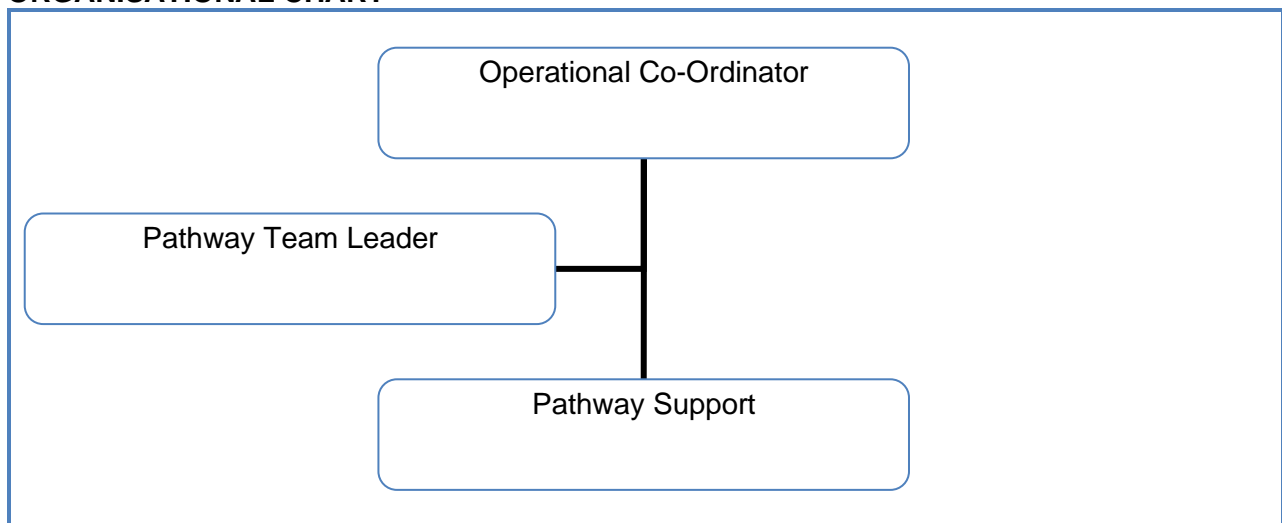 ORGANISATIONAL CHART
Operational Co-Ordinator
Pathway Team Leader
Pathway Support